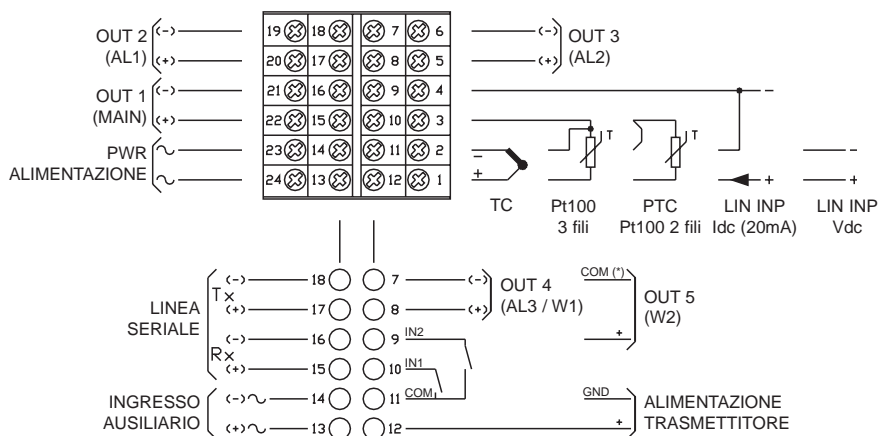 OUT 2 (-) 19 18 7 6 (-) OUT 3
(AL1) (+) 20 17 8 5 (+) (AL2)
OUT 1 (-) 21 16 9 4 -
(MAIN) (+) 22 15 10 3 T T
PWR 23 14 11 2 - -
ALIMENTAZIONE 24 13 12 1 + + +
TC Pt100 PTC LIN INP LIN INP
3 fili Pt100 2 fili Idc (20mA) Vdc
(-) 18 7 (-) OUT 4 COM (*) OUT 5
LINEA Tx (+) 17 8 (+) (AL3 / W1) (W2)
SERIALE (-) 16 9 IN2 +
Rx (+) 15 10 IN1
INGRESSO (-) 14 11 COM GND ALIMENTAZIONE
AUSILIARIO (+) 13 12 + TRASMETTITORE